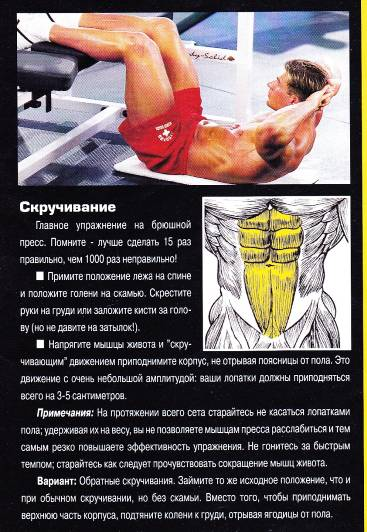 Body-Solid
Скручивание
Главное упражнение на брюшной
пресс. Помните - лучше сделать 15 раз
правильно, чем 1000 раз неправильно!
■ Примите положение лежа на спине
и положите голени на скамью. Скрестите
руки на груди или заложите кисти за голо-
ву (но не давите на затылок!).
■ Напрягите мышцы живота и "скру-
чивающим" движением приподнимите корпус, не отрывая поясницы от пола. Это
движение с очень небольшой амплитудой: ваши лопатки должны приподняться
всего на 3-5 сантиметров.
Примечания: На протяжении всего сета старайтесь не касаться лопатками
пола; удерживая их на весу, вы не позволяете мышцам пресса расслабиться и тем
самым резко повышаете эффективность упражнения. Не гонитесь за быстрым
темпом; старайтесь как следует прочувствовать сокращение мышц живота.
Вариант: Обратные скручивания. Займите то же исходное положение, что и
при обычном скручивании, но без скамьи. Вместо того, чтобы приподнимать
верхнюю часть корпуса, подтяните колени к груди, отрывая ягодицы от пола.